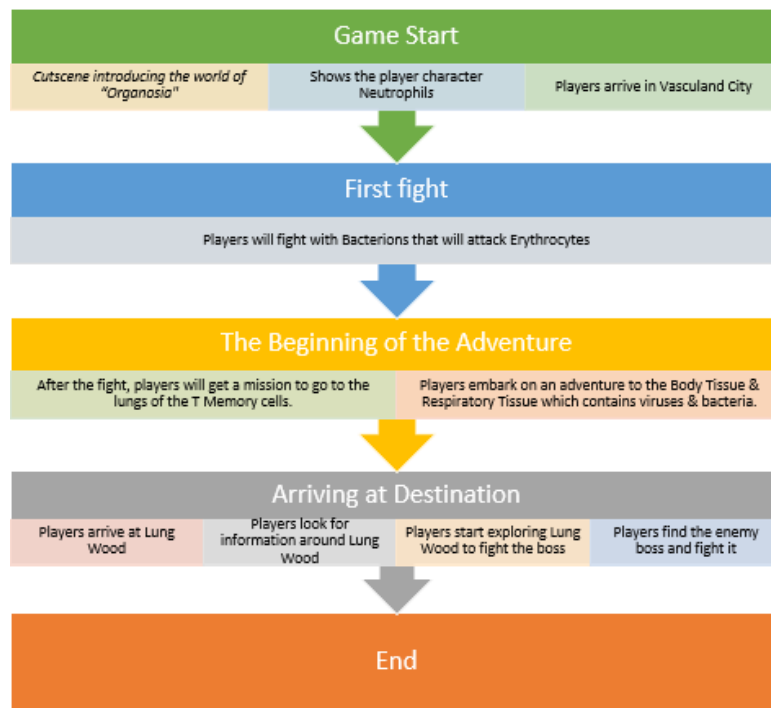 Game Start
Cutscene introducing the world of
"Organosia"
Shows the player character
Neutrophils
Players arrive in Vasculand City
First fight
Players will fight with Bacterions that will attack Erythrocytes
The Beginning of the Adventure
After the fight, players will get a mission to go to the
lungs of the T Memory cells.
Players embark on an adventure to the Body Tissue &
Respiratory Tissue which contains viruses & bacteria.
Arriving at Destination
Players arrive at Lung
Wood
Players look for
information around Lung
Wood
Players start exploring Lung
Wood to fight the boss
Players find the enemy
boss and fight it
End